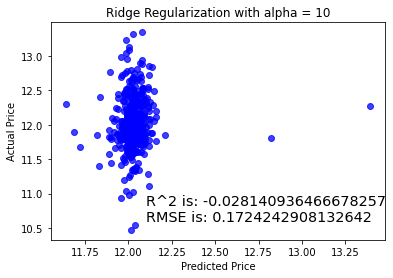 Ridge Regularization with alpha = 10
13.0
12.5
12.0
11.5
11.0
10.5
Actual Price
R^2 is: -0.028140936466678257
RMSE is: 0.1724242908132642
11.75 12.00 12.25 12.50 12.75 13.00 13.25
Predicted Price